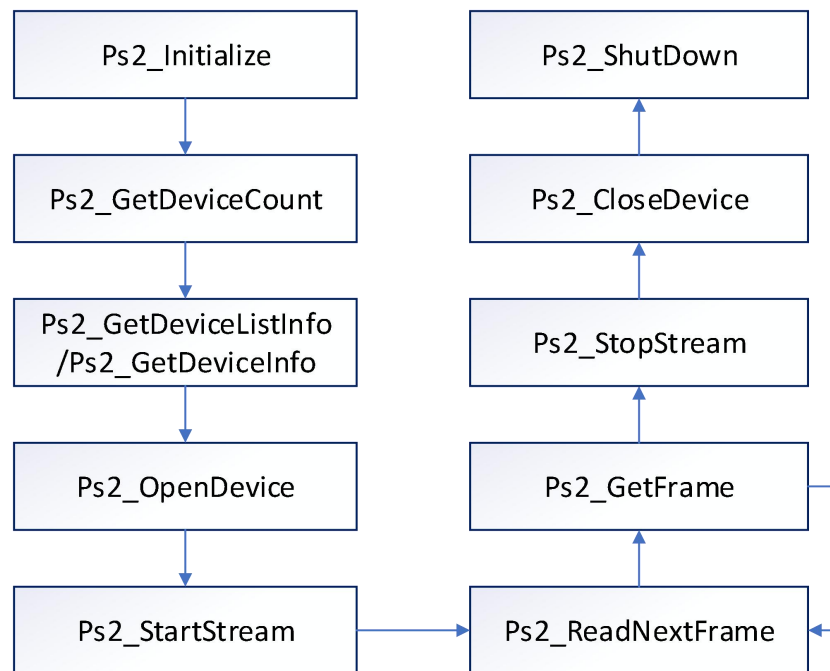 Ps2_Initialize
Ps2_GetDeviceCount
Ps2_GetDeviceListInfo
/Ps2_GetDeviceInfo
Ps2_OpenDevice
Ps2_StartStream
Ps2_ReadNextFrame
Ps2_GetFrame
Ps2_StopStream
Ps2_CloseDevice
Ps2_ShutDown